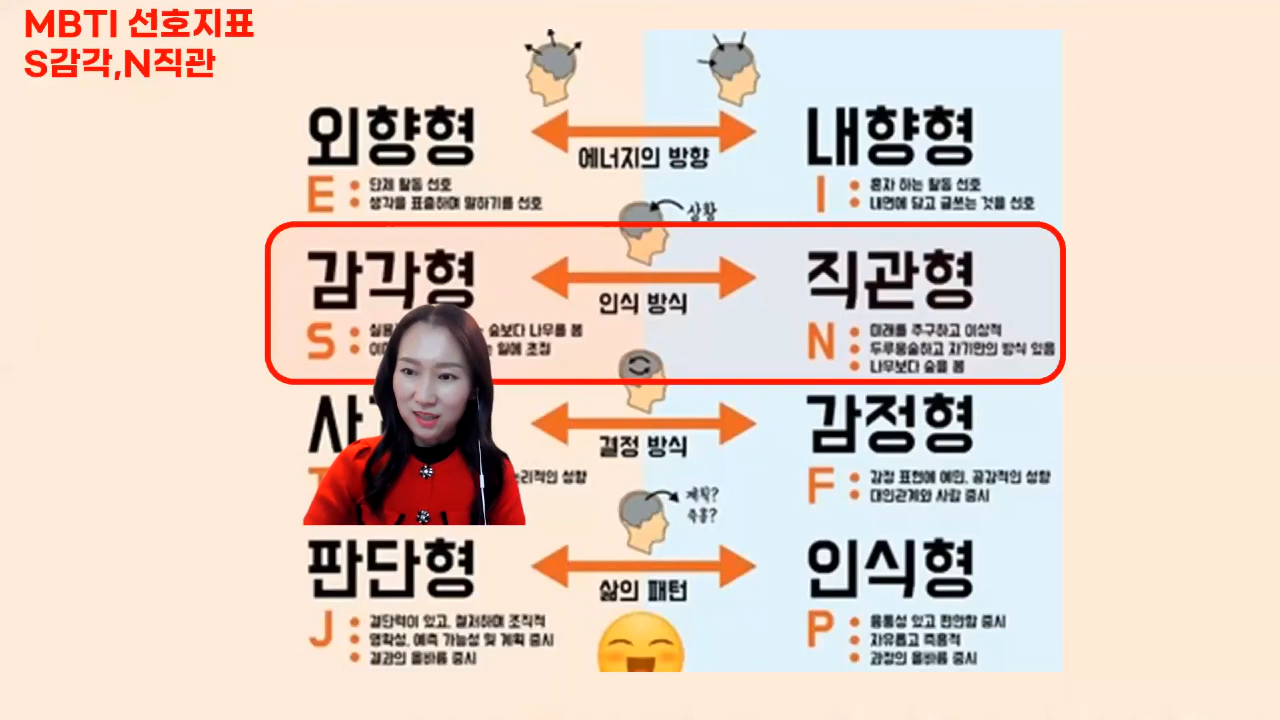 MBTI 선호지표
S감각,N직관
외향형
에너지의 방향
내향형
E : 단체 활동 선호
생각을 표출하며 말하기를 선호
I : 혼자 하는 활동 선호
내면에 담고 글쓰는 것을 선호
상황
감각형
인식 방식
직관형
S : 숲보다 나무를 봄
일에 초점
N : 미래를 추구하고 이상적
두루뭉술하고 자기만의 방식 있음
나무보다 숲을 봄
결정 방식
감정형
논리적인 성향
F : 감정 표현에 예민, 공감적인 성향
대인관계와 사람 중시
계획?
즉흥?
판단형
삶의 패턴
인식형
J : 결단력이 있고, 철저하며 조직적
명확성, 예측 가능성 및 계획 중시
결과의 올바름 중시
P : 융통성 있고 편안함 중시
자유롭고 즉흥적
과정의 올바름 중시